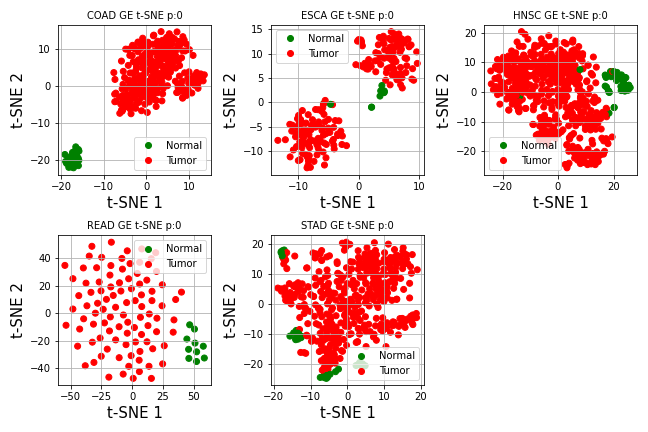 COAD GE t-SNE p:0
t-SNE 2
10
0
−10
−20
−20
−10
0
10
t-SNE 1
Normal
Tumor
ESCA GE t-SNE p:0
t-SNE 2
15
10
5
0
−5
−10
−10
0
10
t-SNE 1
Normal
Tumor
HNSC GE t-SNE p:0
t-SNE 2
20
10
0
−10
−20
−20
0
20
t-SNE 1
Normal
Tumor
READ GE t-SNE p:0
t-SNE 2
40
20
0
−20
−40
−50
−25
0
25
50
t-SNE 1
Normal
Tumor
STAD GE t-SNE p:0
t-SNE 2
20
10
0
−10
−20
−20
−10
0
10
20
t-SNE 1
Normal
Tumor